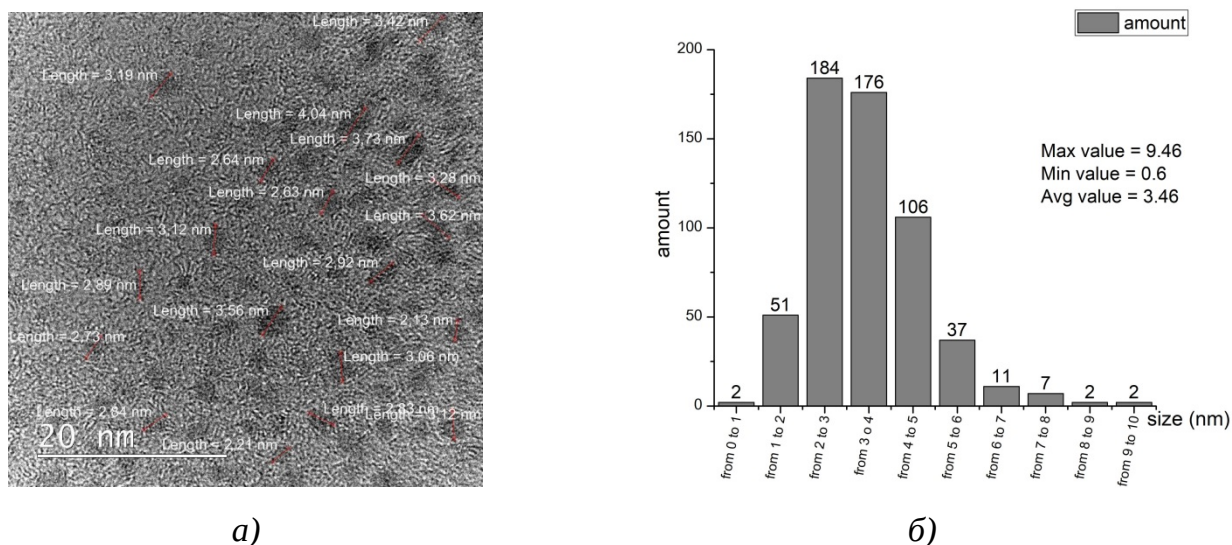 Length = 3,42 nm
Length = 3,19 nm
Length = 4,04 nm
Length = 3,73 nm
Length = 2,64 nm
Length = 3,28 nm
Length = 2,63 nm
Length = 3,62 nm
Length = 3,12 nm
Length = 2,92 nm
Length = 2,89 nm
Length = 3,56 nm
Length = 2,13 nm
Length = 2,73 nm
Length = 3,06 nm
Length = 2,64 nm
Length = 2,83 nm
Length = 3,12 nm
20 nm
Length = 2,21 nm
а)
amount
200
150
100
50
0
amount
2
51
184
176
106
37
11
7
2
2
Max value = 9.46
Min value = 0.6
Avg value = 3.46
size (nm)
from 0 to 1
from 1 to 2
from 2 to 3
from 3 o 4
from 4 to 5
from 5 to 6
from 6 to 7
from 7 to 8
from 8 to 9
from 9 to 10
б)